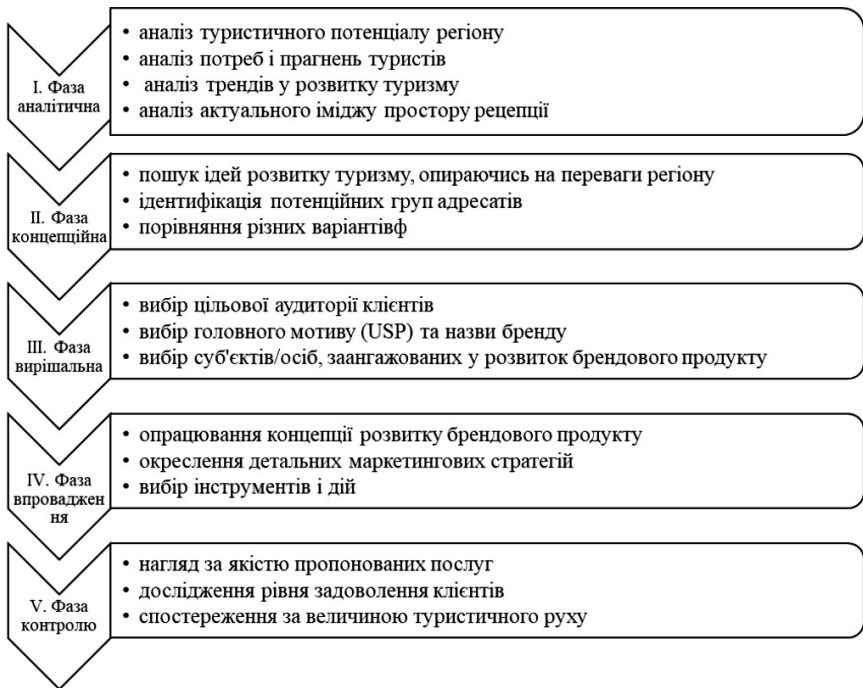 I. Фаза
аналітична
• аналіз туристичного потенціалу регіону
• аналіз потреб і прагнень туристів
• аналіз трендів у розвитку туризму
• аналіз актуального іміджу простору рецепції
II. Фаза
концепційна
• пошук ідей розвитку туризму, опираючись на переваги регіону
• ідентифікація потенційних груп адресатів
• порівняння різних варіантівф
III. Фаза
вирішальна
• вибір цільової аудиторії клієнтів
• вибір головного мотиву (USP) та назви бренду
• вибір суб'єктів/осіб, заангажованих у розвиток брендового продукту
IV. Фаза
впроваджен
ня
• опрацювання концепції розвитку брендового продукту
• окреслення детальних маркетингових стратегій
• вибір інструментів і дій
V. Фаза
контролю
• нагляд за якістю пропонованих послуг
• дослідження рівня задоволення клієнтів
• спостереження за величиною туристичного руху